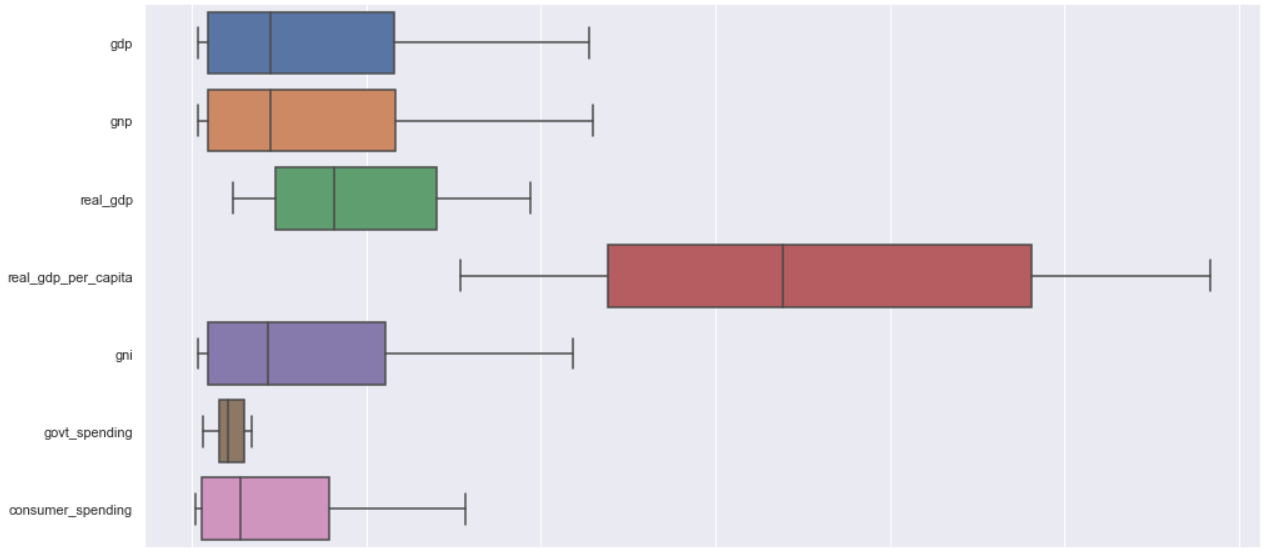 gdp
gnp
real_gdp
real_gdp_per_capita
gni
govt_spending
consumer_spending